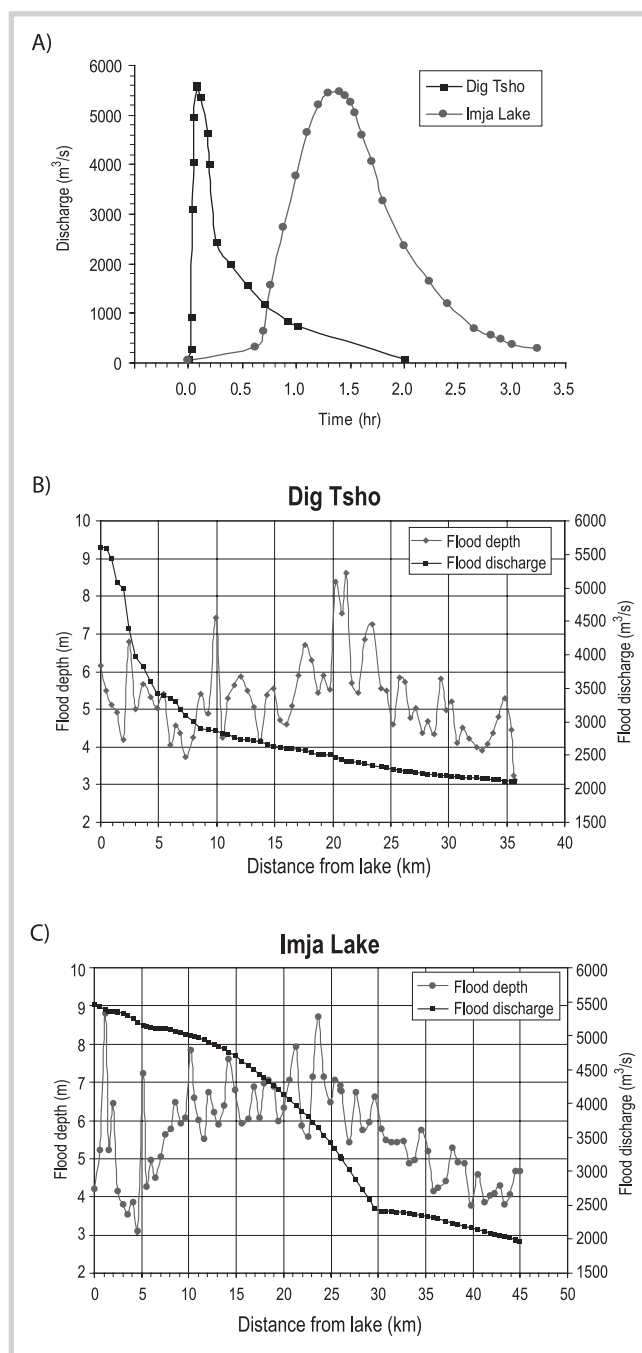 A)
6000
5000
4000
3000
2000
1000
0
Discharge (m³/s)
Dig Tsho
Imja Lake
0.0 0.5 1.0 1.5 2.0 2.5 3.0 3.5
Time (hr)
B)
Dig Tsho
10
9
8
7
6
5
4
3
2
Flood depth (m)
Flood depth
Flood discharge
6000
5500
5000
4500
4000
3500
3000
2500
2000
1500
Flood discharge (m³/s)
0 5 10 15 20 25 30 35 40
Distance from lake (km)
C)
Imja Lake
10
9
8
7
6
5
4
3
2
Flood depth (m)
Flood depth
Flood discharge
6000
5500
5000
4500
4000
3500
3000
2500
2000
1500
Flood discharge (m³/s)
0 5 10 15 20 25 30 35 40 45 50
Distance from lake (km)